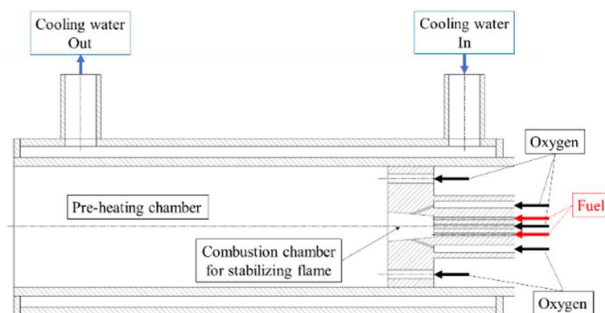 Cooling water
Out
Cooling water
In
Oxygen
Pre-heating chamber
Fuel
Combustion chamber
for stabilizing flame
Oxygen